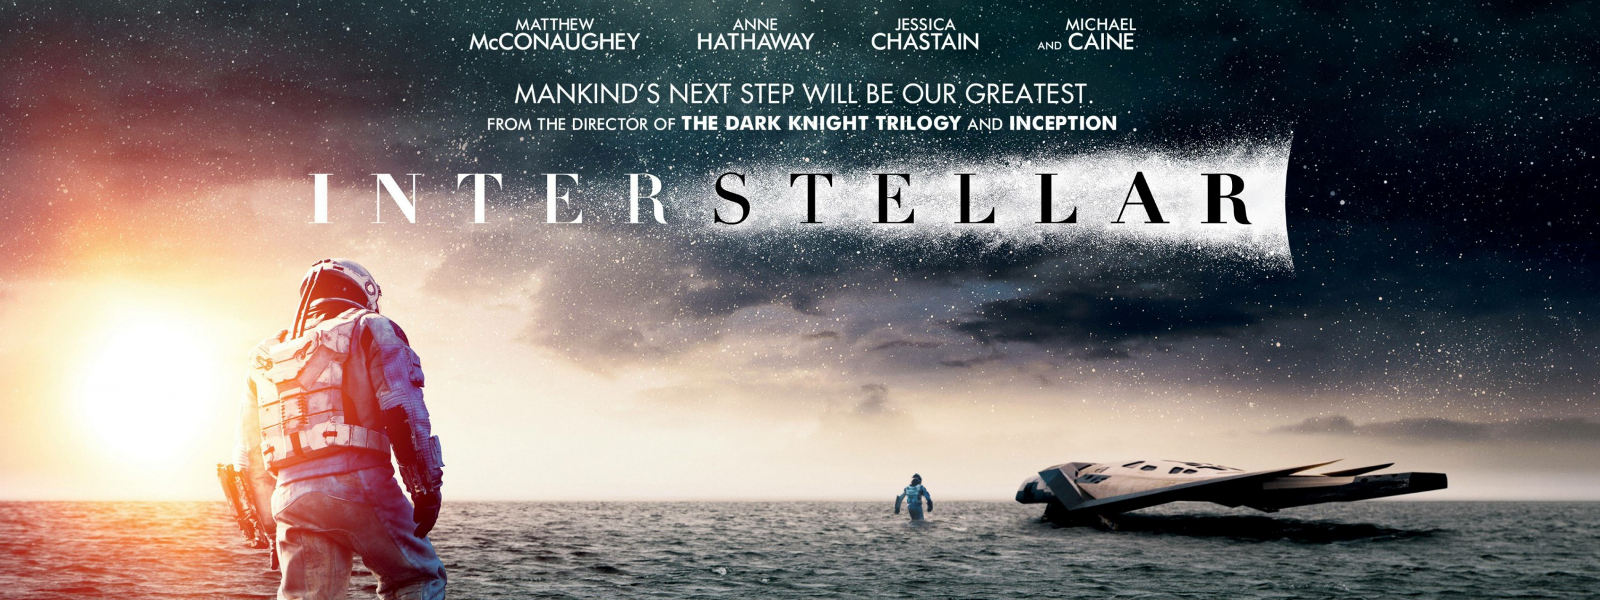 MATTHEW McCONAUGHEY
ANNE HATHAWAY
JESSICA CHASTAIN
AND MICHAEL CAINE
MANKIND'S NEXT STEP WILL BE OUR GREATEST.
FROM THE DIRECTOR OF THE DARK KNIGHT TRILOGY AND INCEPTION
INTERSTELLAR